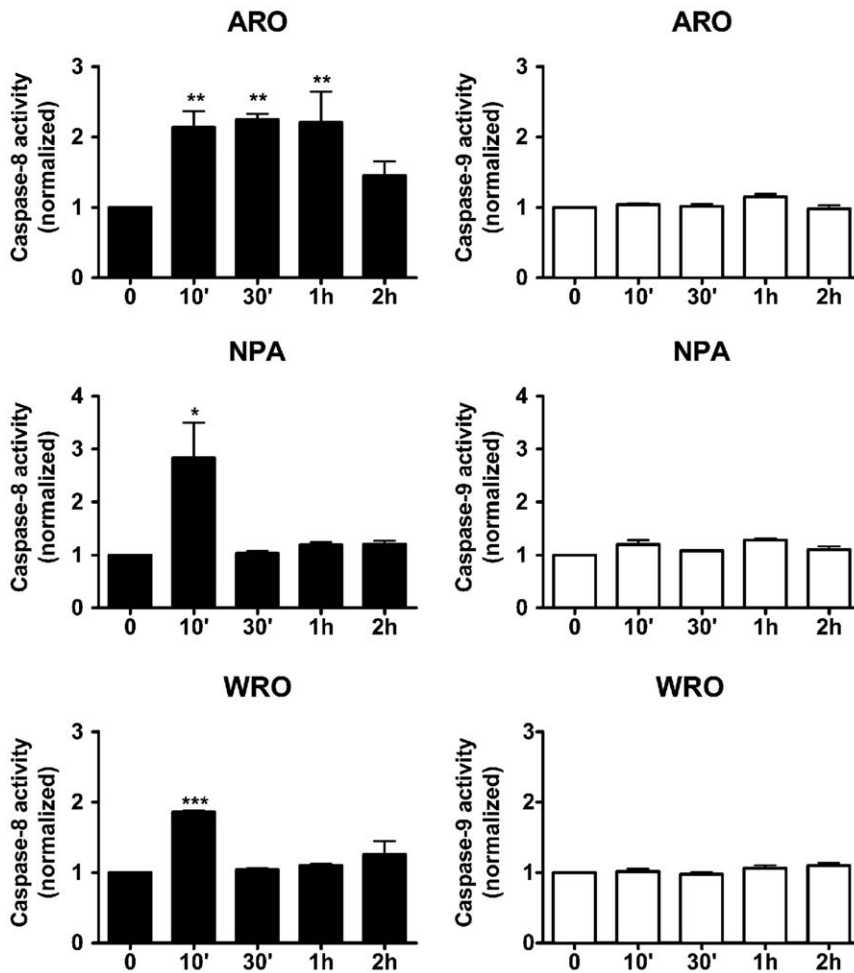 ARO
Caspase-8 activity
(normalized)
3
2
1
0
** ** **
0 10' 30' 1h 2h
ARO
Caspase-9 activity
(normalized)
3
2
1
0
0 10' 30' 1h 2h
NPA
Caspase-8 activity
(normalized)
4
3
2
1
0
*
0 10' 30' 1h 2h
NPA
Caspase-9 activity
(normalized)
4
3
2
1
0
0 10' 30' 1h 2h
WRO
Caspase-8 activity
(normalized)
3
2
1
0
***
0 10' 30' 1h 2h
WRO
Caspase-9 activity
(normalized)
3
2
1
0
0 10' 30' 1h 2h